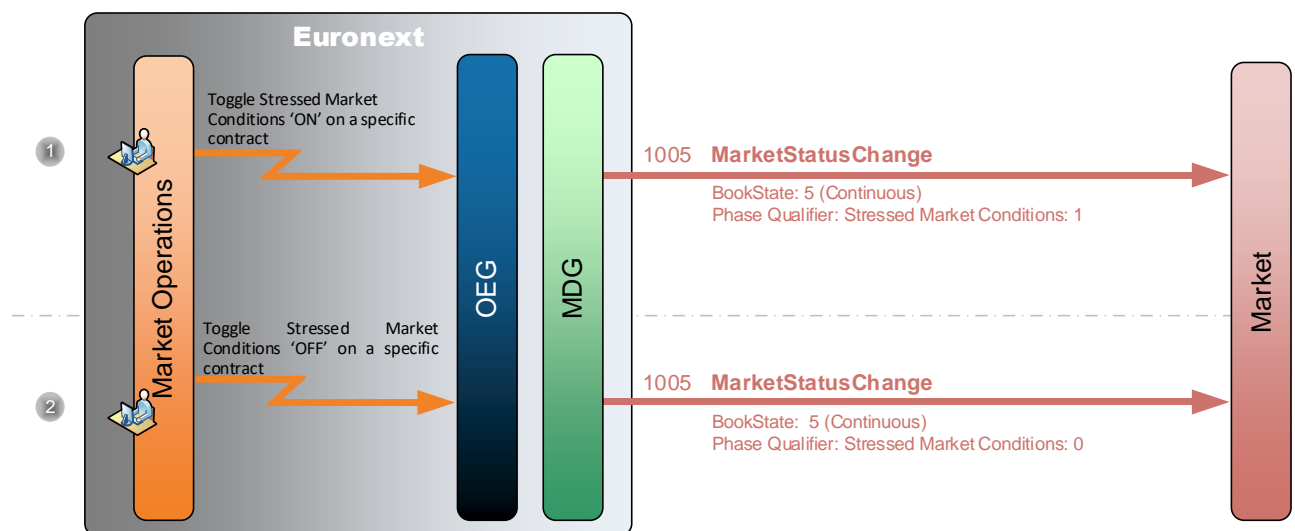 Euronext
Market Operations
OEG
MDG
Market
1
Toggle Stressed Market
Conditions ‘ON’ on a specific
contract
1005 MarketStatusChange
BookState: 5 (Continuous)
Phase Qualifier: Stressed Market Conditions: 1
2
Toggle Stressed Market
Conditions ‘OFF’ on a specific
contract
1005 MarketStatusChange
BookState: 5 (Continuous)
Phase Qualifier: Stressed Market Conditions: 0